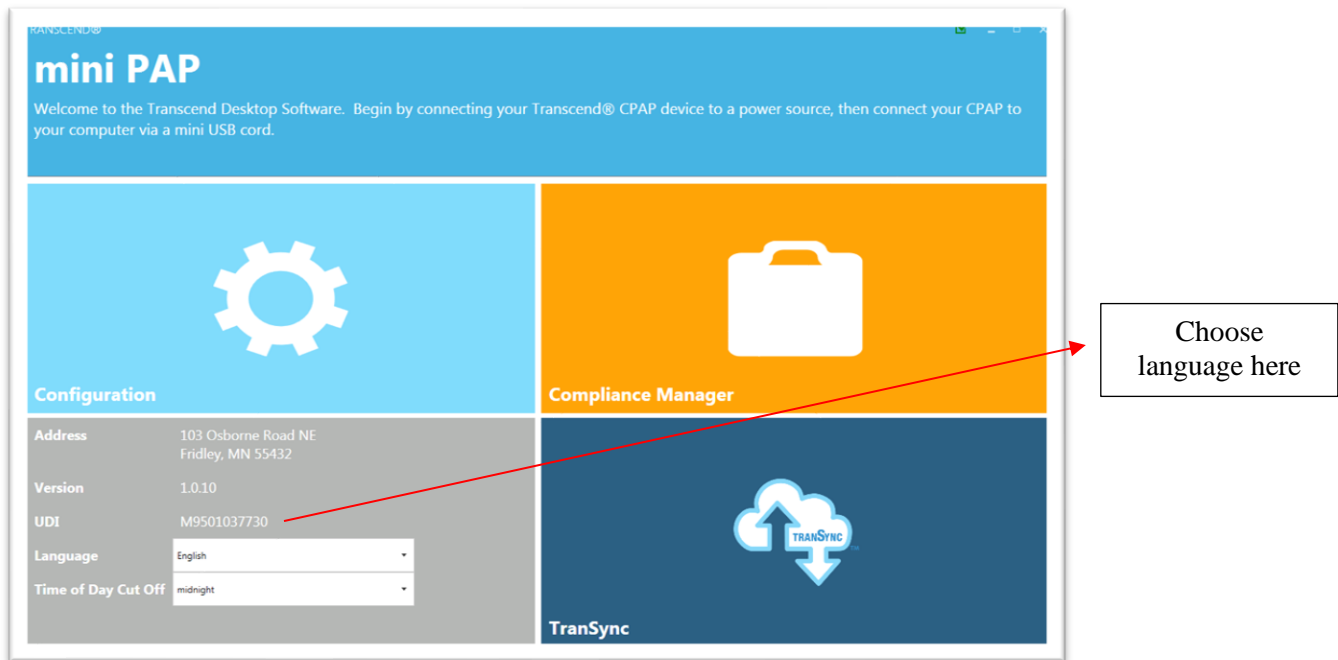 RANSCEND®
mini PAP
Welcome to the Transcend Desktop Software. Begin by connecting your Transcend® CPAP device to a power source, then connect your CPAP to
your computer via a mini USB cord.
Configuration
Compliance Manager
Choose
language here
Address 103 Osborne Road NE
Fridley, MN 55432
Version 1.0.10
UDI M9501037730
Language English
Time of Day Cut Off midnight
TRANSYNC™
TranSync